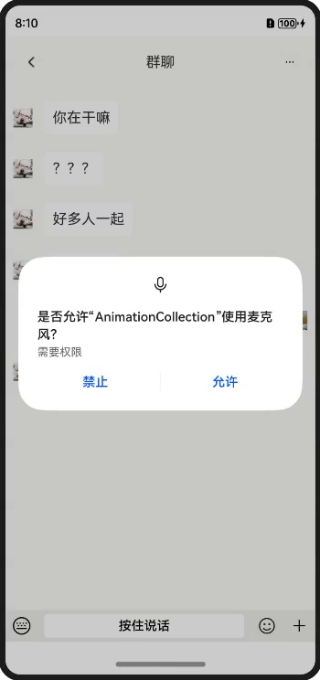 8:10
100
群聊
...
你在干嘛
？？？
好多人一起
是否允许“AnimationCollection”使用麦克
风？
需要权限
禁止
允许
按住说话